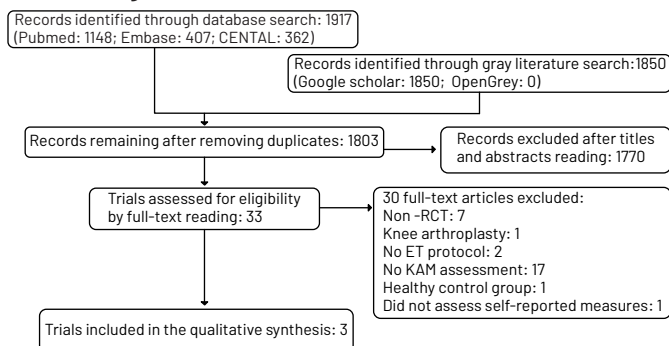 Records identified through database search: 1917
(Pubmed: 1148; Embase: 407; CENTAL: 362)
Records identified through gray literature search:1850
(Google scholar: 1850; OpenGrey: 0)
Records remaining after removing duplicates: 1803
Records excluded after titles
and abstracts reading: 1770
Trials assessed for eligibility
by full-text reading: 33
30 full-text articles excluded:
Non -RCT: 7
Knee arthroplasty: 1
No ET protocol: 2
No KAM assessment: 17
Healthy control group: 1
Did not assess self-reported measures: 1
Trials included in the qualitative synthesis: 3